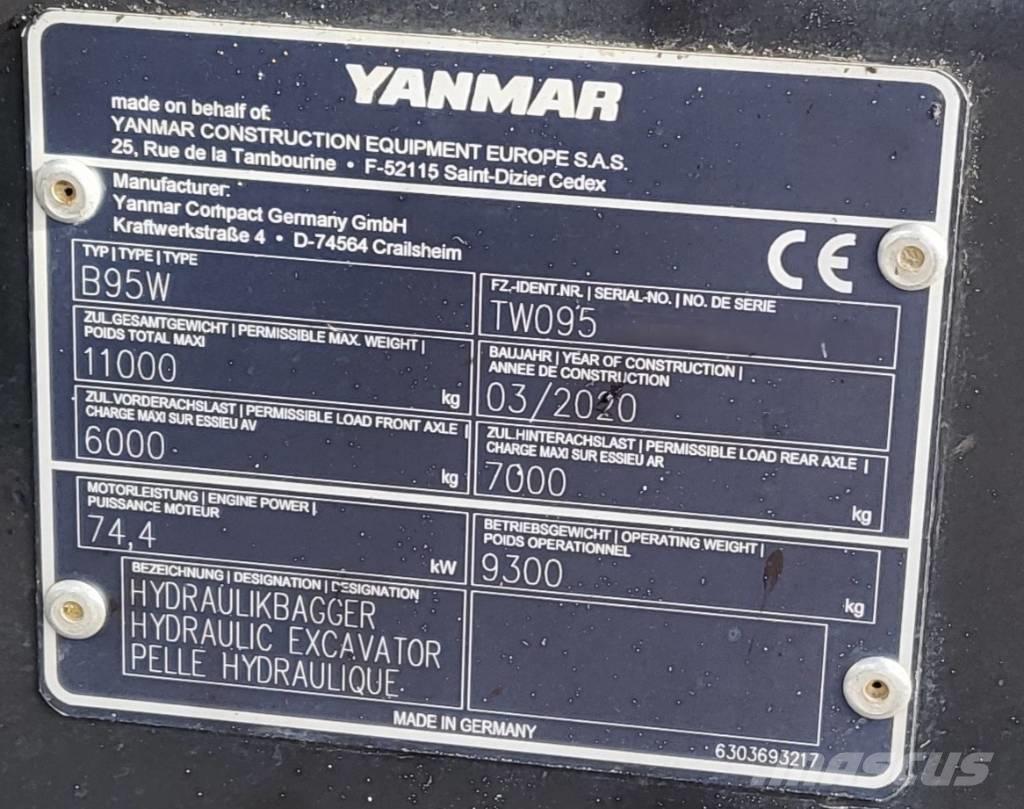 YANMAR
made on behalf of:
YANMAR CONSTRUCTION EQUIPMENT EUROPE S.A.S.
25, Rue de la Tambourine • F-52115 Saint-Dizier Cedex
Manufacturer:
Yanmar Compact Germany GmbH
Kraftwerkstraße 4 • D-74564 Crailsheim
CE
TYP | TYPE | TYPE
B95W
FZ.-IDENT.NR. | SERIAL-NO. | NO. DE SERIE
TW095
ZUL.GESAMTGEWICHT | PERMISSIBLE MAX. WEIGHT |
POIDS TOTAL MAXI
11000
kg
BAUJAHR | YEAR OF CONSTRUCTION |
ANNEE DE CONSTRUCTION
03/2020
ZUL.VORDERACHSLAST | PERMISSIBLE LOAD FRONT AXLE |
CHARGE MAXI SUR ESSIEU AV
6000
kg
ZUL.HINTERACHSLAST | PERMISSIBLE LOAD REAR AXLE |
CHARGE MAXI SUR ESSIEU AR
7000
kg
MOTORLEISTUNG | ENGINE POWER |
PUISSANCE MOTEUR
74,4
kW
BETRIEBSGEWICHT | OPERATING WEIGHT |
POIDS OPERATIONNEL
9300
kg
BEZEICHNUNG | DESIGNATION | DESIGNATION
HYDRAULIKBAGGER
HYDRAULIC EXCAVATOR
PELLE HYDRAULIQUE
MADE IN GERMANY
6303693217
mascus